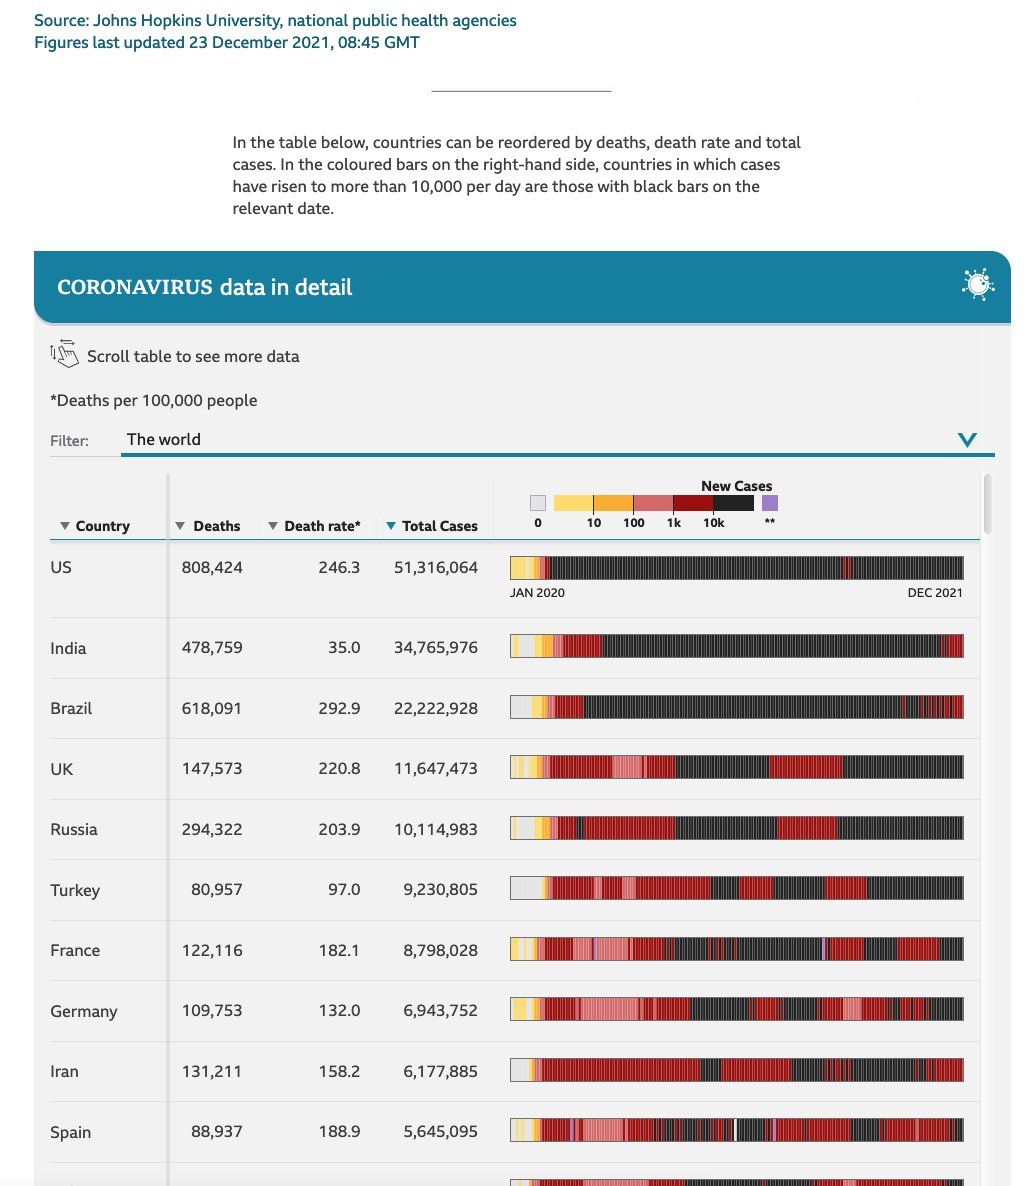 Source: Johns Hopkins University, national public health agencies
Figures last updated 23 December 2021, 08:45 GMT
In the table below, countries can be reordered by deaths, death rate and total
cases. In the coloured bars on the right-hand side, countries in which cases
have risen to more than 10,000 per day are those with black bars on the
relevant date.
CORONAVIRUS data in detail
Scroll table to see more data
*Deaths per 100,000 people
Filter: The world
New Cases
0 10 100 1k 10k **
Country Deaths Death rate* Total Cases
US 808,424 246.3 51,316,064
JAN 2020 DEC 2021
India 478,759 35.0 34,765,976
Brazil 618,091 292.9 22,222,928
UK 147,573 220.8 11,647,473
Russia 294,322 203.9 10,114,983
Turkey 80,957 97.0 9,230,805
France 122,116 182.1 8,798,028
Germany 109,753 132.0 6,943,752
Iran 131,211 158.2 6,177,885
Spain 88,937 188.9 5,645,095